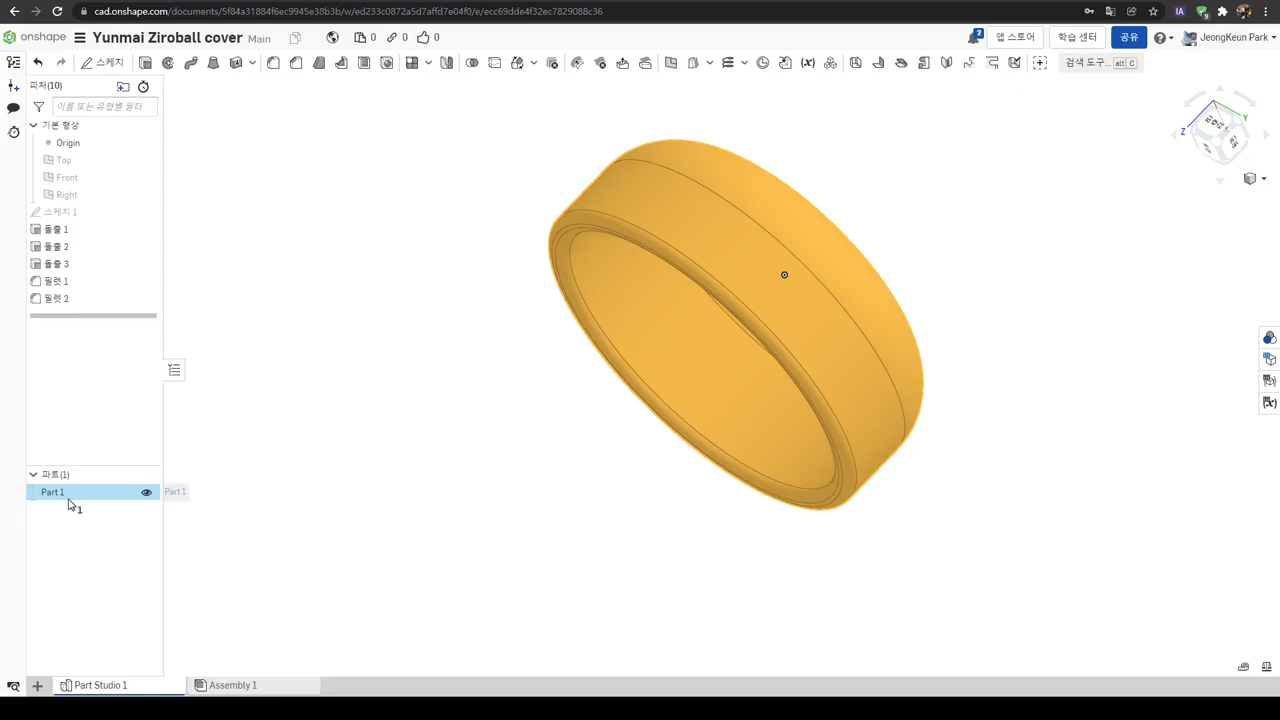 cad.onshape.com/documents/5f84a31884f6ec9945e38b3b/w/ed233c0872a5d7affd7e04f0/e/ecc69dde4f32ec7829088c36
IA
9
onshape
Yunmai Ziroball cover
Main
0
0
0
2
앱 스토어
학습 센터
공유
JeongKeun Park
스케치
검색 도구...
alt
C
피처(10)
이름 또는 유형별 필터
기본 형상
Origin
Top
Front
Right
스케치 1
돌출 1
돌출 2
돌출 3
필렛 1
필렛 2
Z
Y
파트(1)
Part 1
Part 1
1
Part Studio 1
Assembly 1